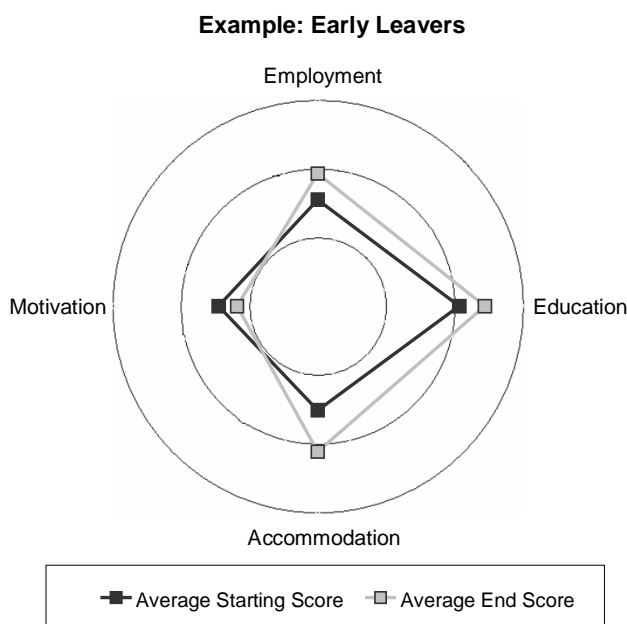 Example: Early Leavers
Employment
Motivation
Education
Accommodation
Average Starting Score
Average End Score